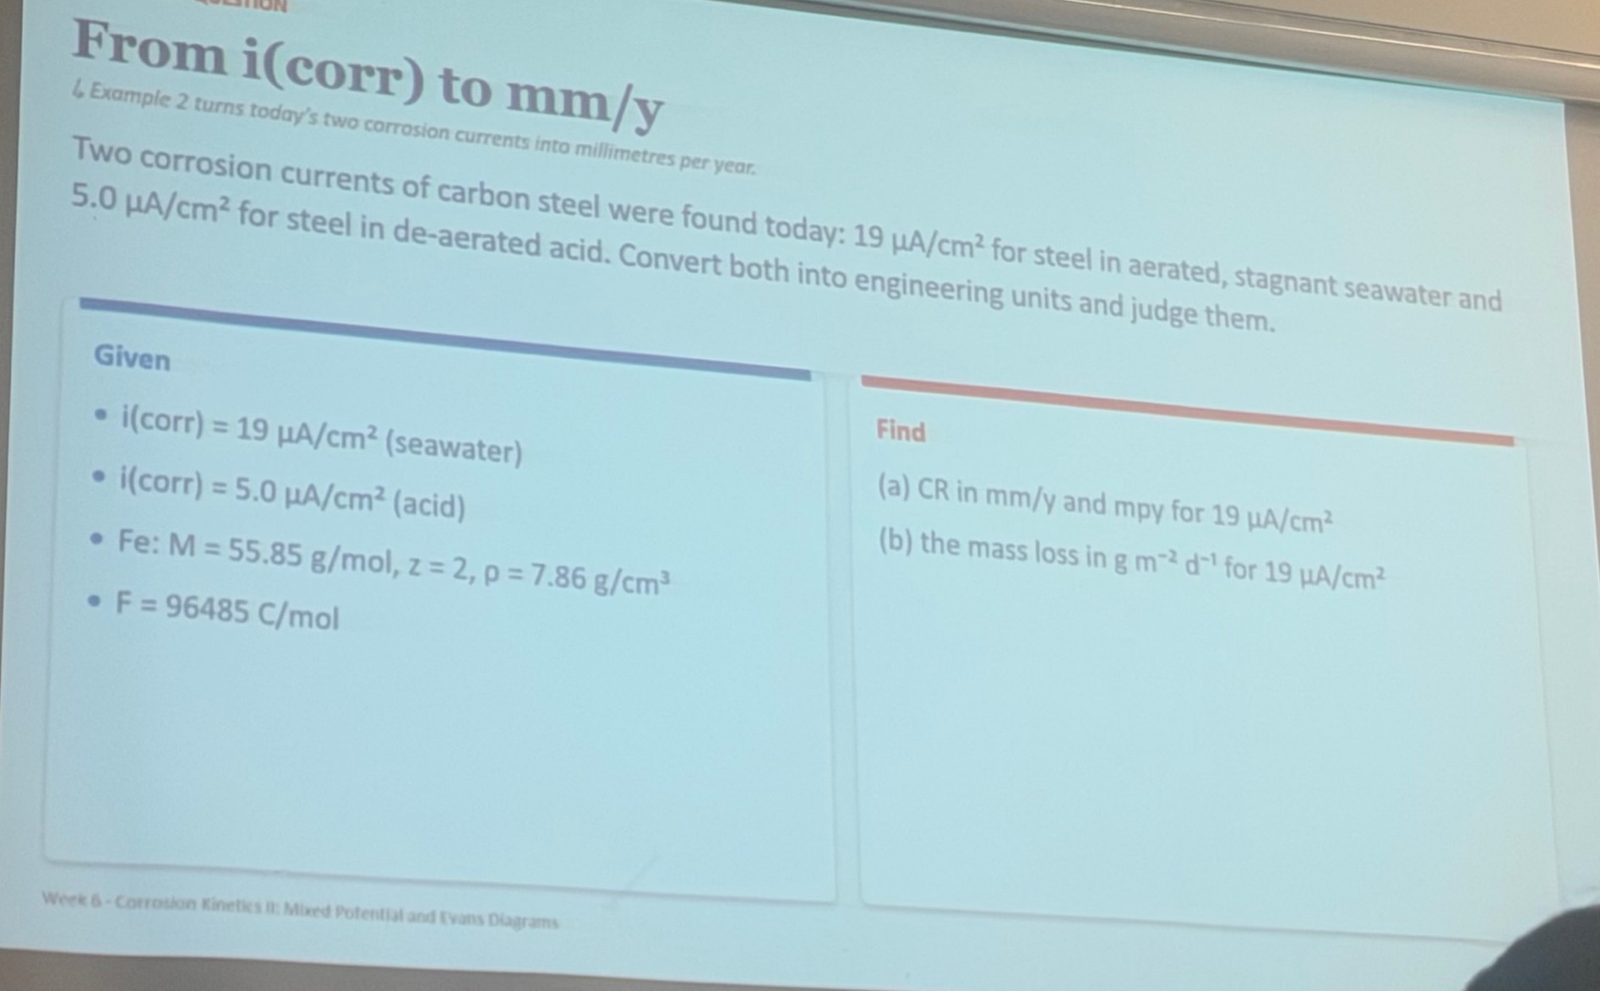 From i(corr) to mm/y
↳ Example 2 turns today's two corrosion currents into millimetres per year.
Two corrosion currents of carbon steel were found today: 19 µA/cm² for steel in aerated, stagnant seawater and
5.0 µA/cm² for steel in de-aerated acid. Convert both into engineering units and judge them.
Given
• i(corr) = 19 µA/cm² (seawater)
• i(corr) = 5.0 µA/cm² (acid)
• Fe: M = 55.85 g/mol, z = 2, ρ = 7.86 g/cm³
• F = 96485 C/mol
Find
(a) CR in mm/y and mpy for 19 µA/cm²
(b) the mass loss in g m⁻² d⁻¹ for 19 µA/cm²
Week 6 - Corrosion Kinetics II: Mixed Potential and Evans Diagrams